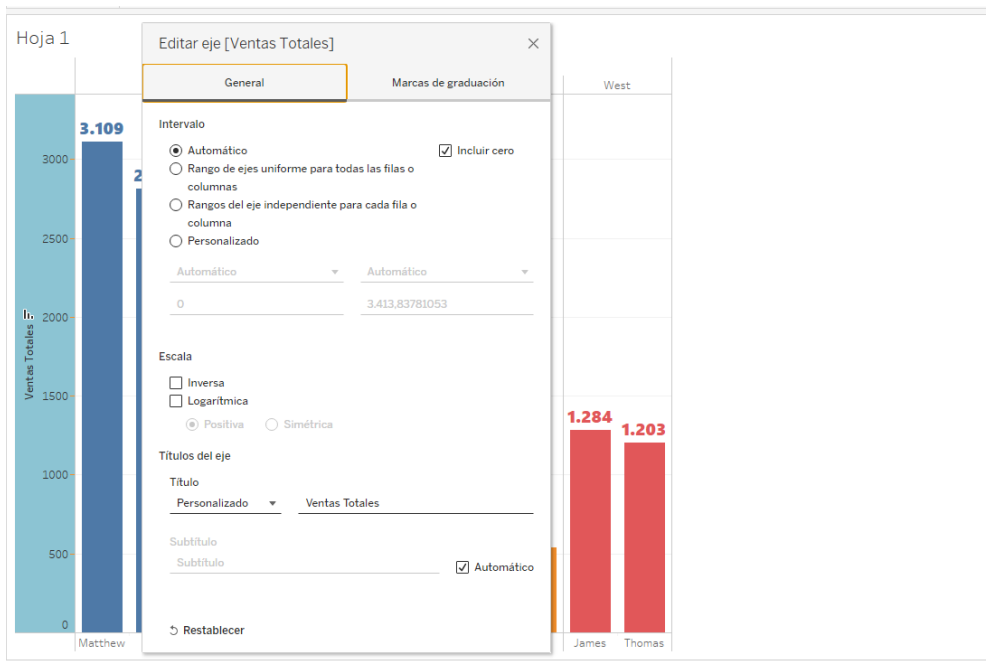 Hoja 1
Editar eje [Ventas Totales]
General
Marcas de graduación
West
3.109
2
Intervalo
Automático
Incluir cero
Rango de ejes uniforme para todas las filas o
columnas
Rangos del eje independiente para cada fila o
columna
Personalizado
Automático
Automático
0
3.413,83781053
Escala
Inversa
Logarítmica
Positiva
Simétrica
Títulos del eje
Título
Personalizado
Ventas Totales
Subtítulo
Subtítulo
Automático
Restablecer
3000
2500
2000
1500
1000
500
0
Ventas Totales
1.284
1.203
Matthew
James
Thomas